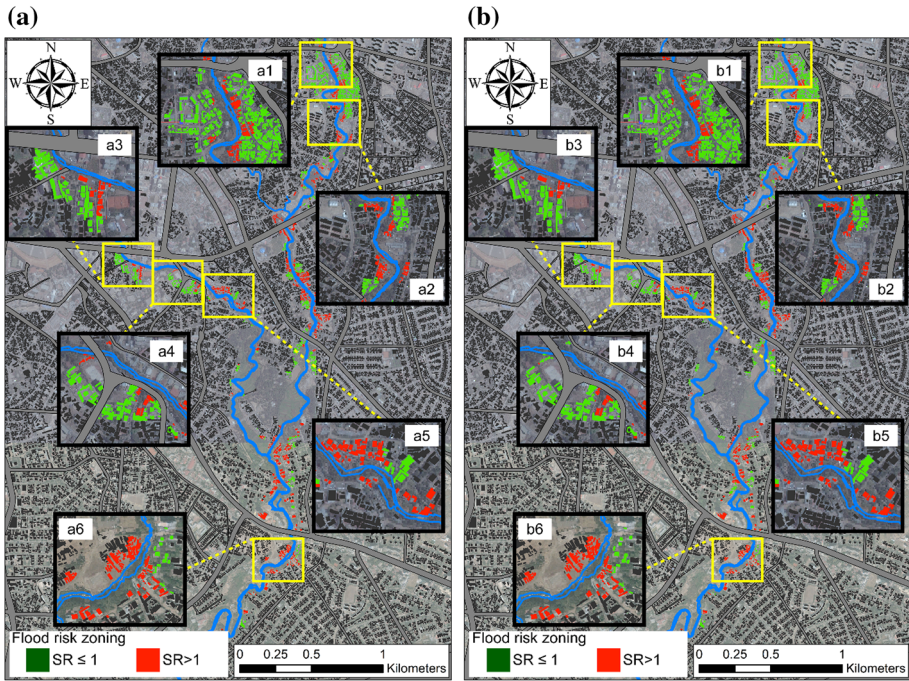 (a)
N
W E
S
a1
a3
a2
a4
a5
a6
Flood risk zoning
SR ≤ 1
SR>1
0 0.25 0.5 1
Kilometers
(b)
N
W E
S
b1
b3
b2
b4
b5
b6
Flood risk zoning
SR ≤ 1
SR>1
0 0.25 0.5 1
Kilometers